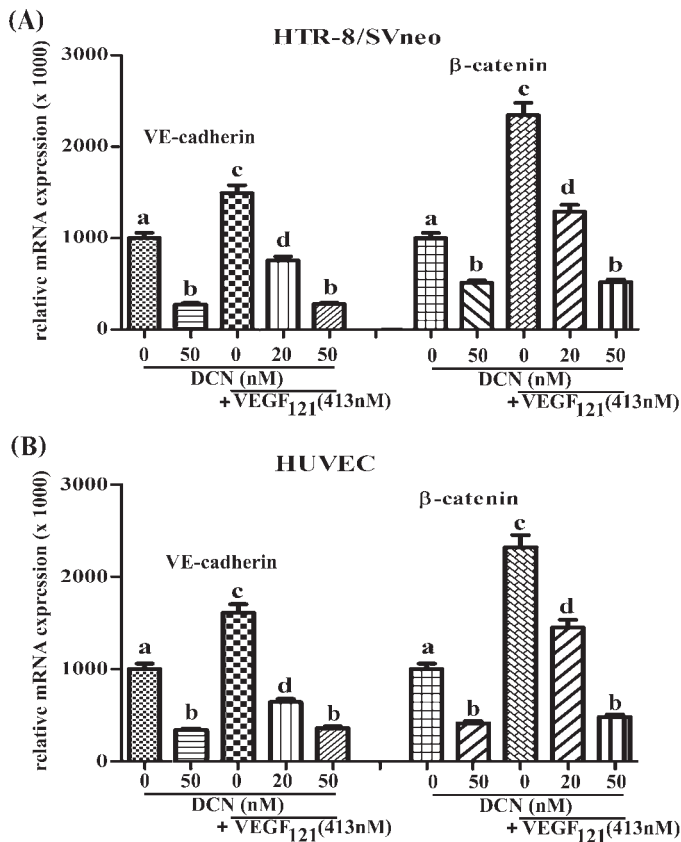 (A)
HTR-8/SVneo
relative mRNA expression (x 1000)
3000
2000
1000
0
VE-cadherin
β-catenin
a
b
c
d
b
a
b
c
d
b
0 50 0 20 50 0 50 0 20 50
DCN (nM) DCN (nM)
+VEGF121(413nM) +VEGF121(413nM)
(B)
HUVEC
relative mRNA expression (x 1000)
3000
2000
1000
0
VE-cadherin
β-catenin
a
b
c
d
b
a
b
c
d
b
0 50 0 20 50 0 50 0 20 50
DCN (nM) DCN (nM)
+VEGF121(413nM) +VEGF121(413nM)